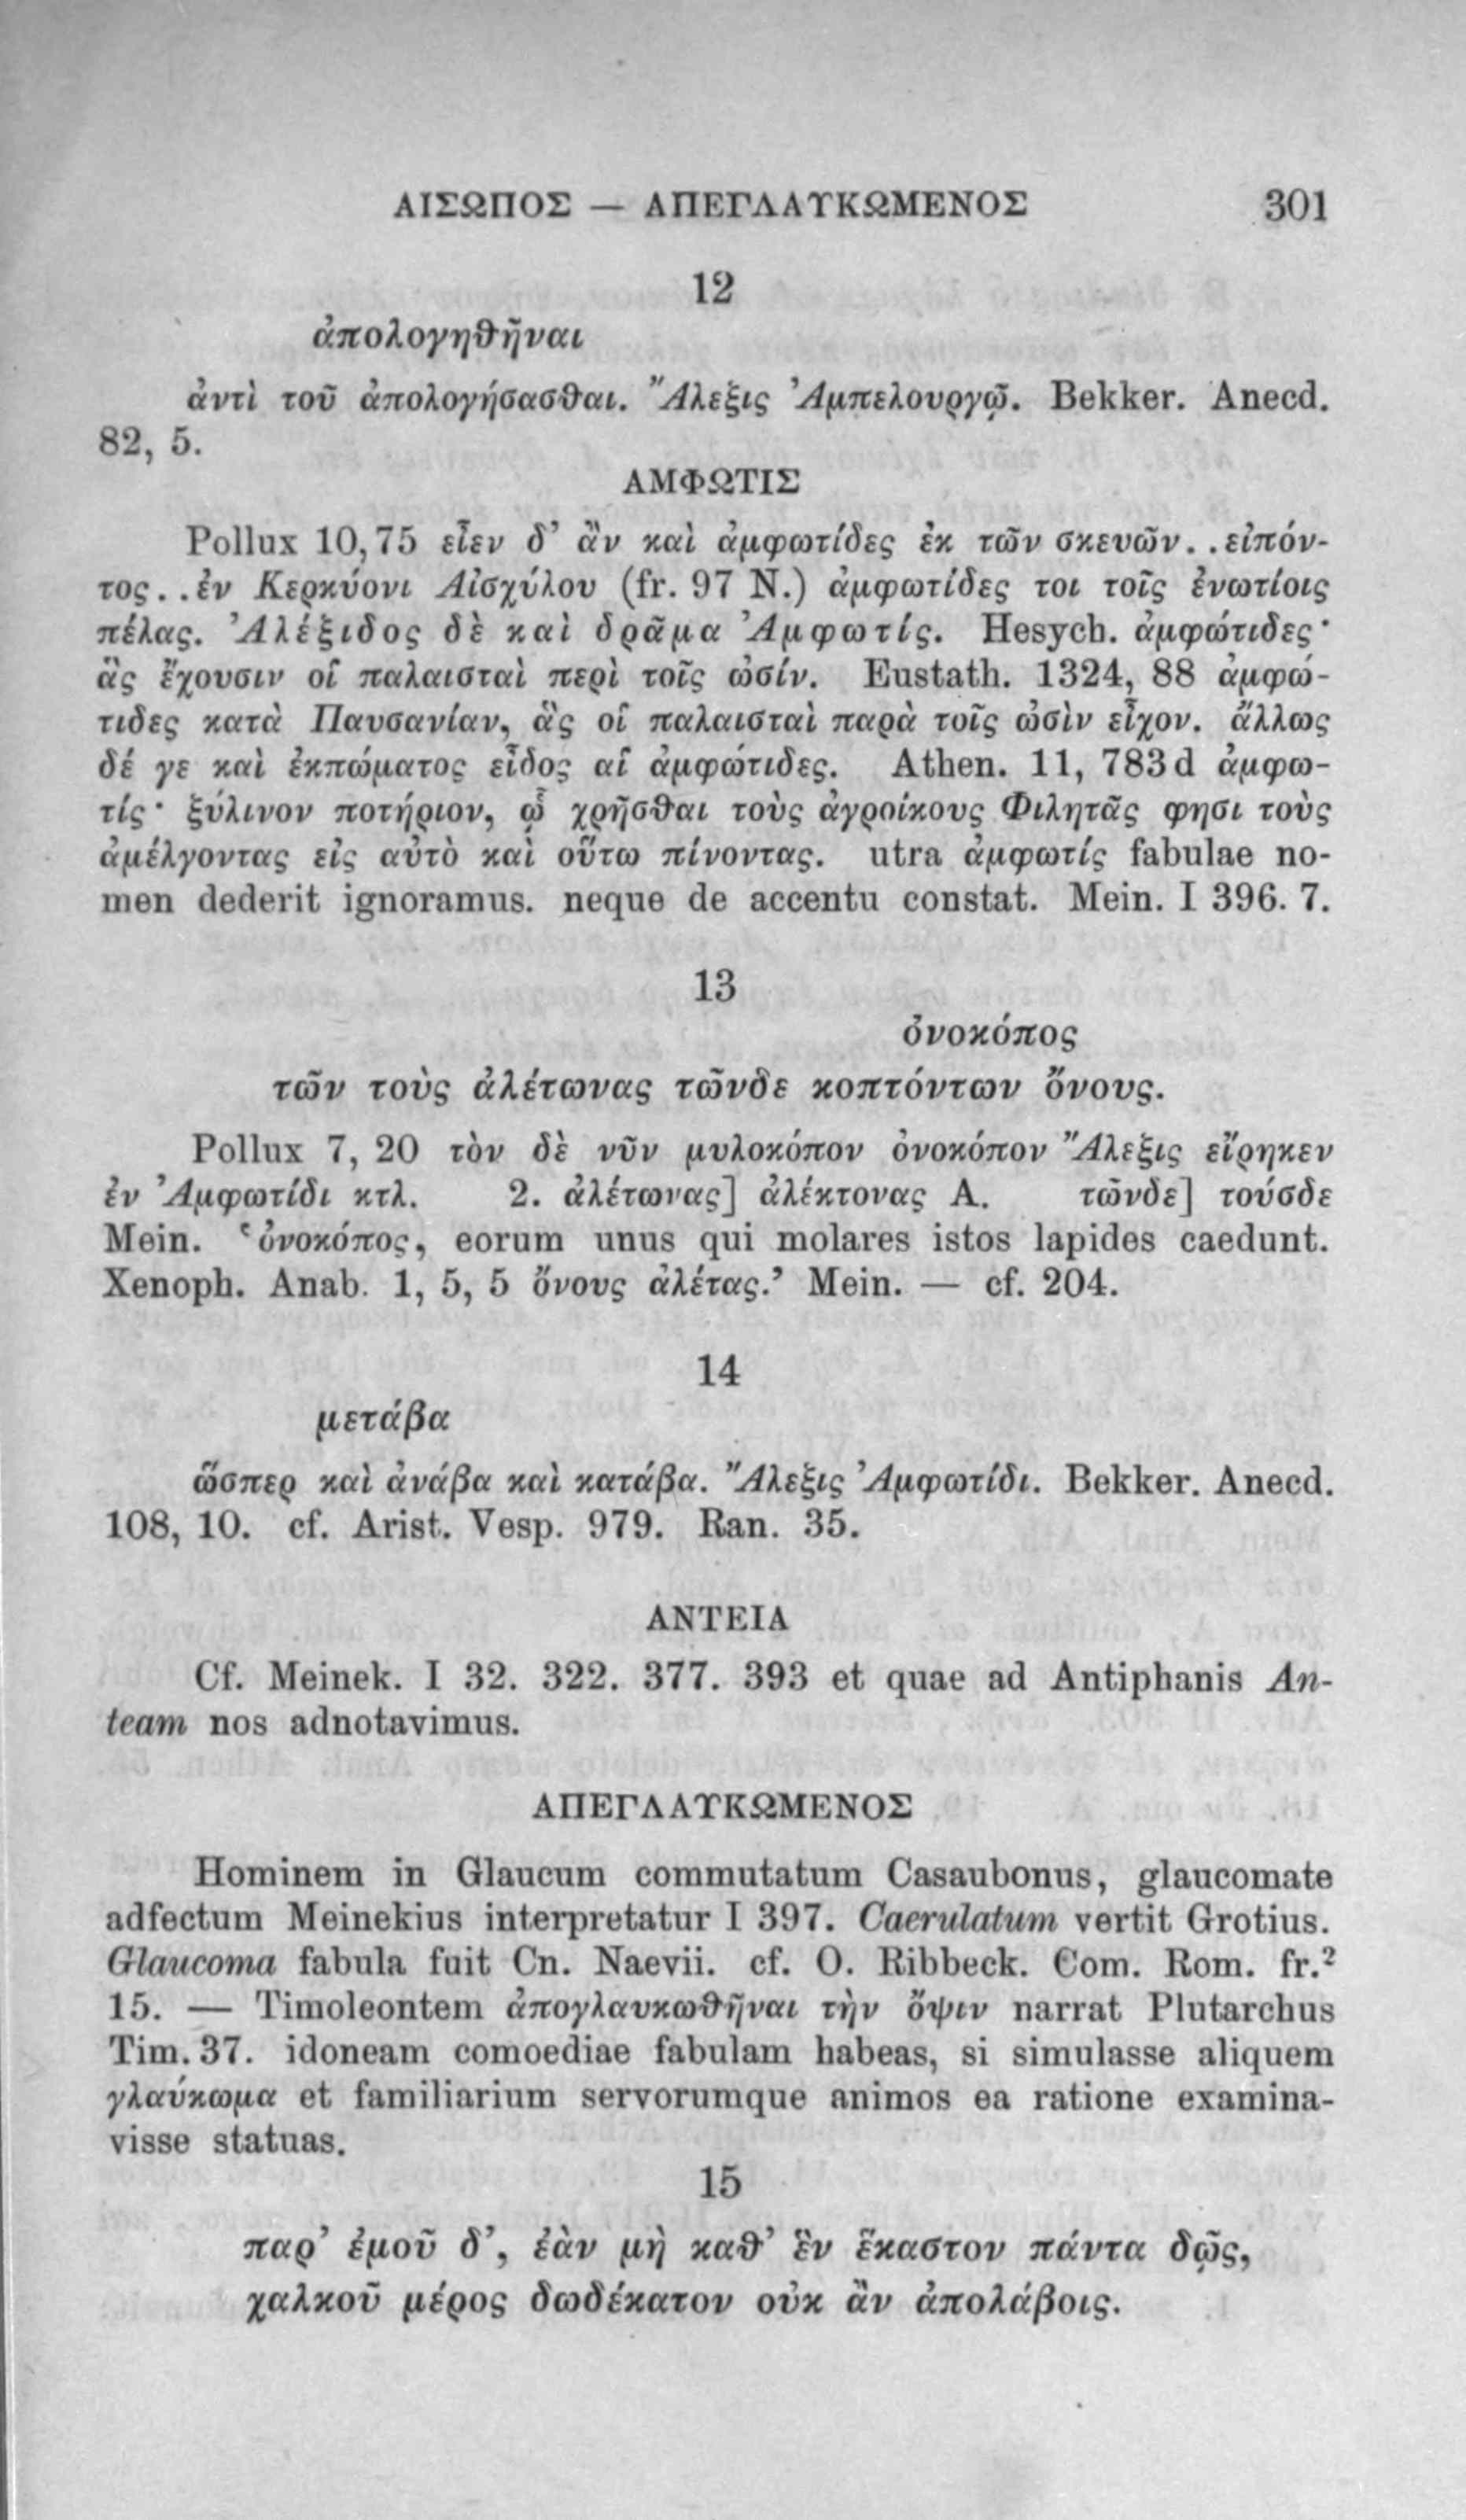 ΑΙΣΩΠΟΣ — ΑΠΕΓΛΑΥΚΩΜΕΝΟΣ 301
12
ἀπολογηθῆναι
ἀντὶ τοῦ ἀπολογήσασθαι. Ἄλεξις Ἀμπελουργῷ. Bekker. Anecd.
82, 5.
ΑΜΦΩΤΙΣ
Pollux 10, 75 εἶεν δ’ ἂν καὶ ἀμφωτίδες ἐκ τῶν σκευῶν. . εἰπόν-
τος. . ἐν Κερκύονι Αἰσχύλου (fr. 97 N.) ἀμφωτίδες τοι τοῖς ἐνωτίοις
πέλας. Ἀλέξιδος δὲ καὶ δρᾶμα Ἀμφωτίς. Hesych. ἀμφώτιδες·
ἃς ἔχουσιν οἱ παλαισταὶ περὶ τοῖς ὠσίν. Eustath. 1324, 88 ἀμφώ-
τιδες κατὰ Παυσανίαν, ἃς οἱ παλαισταὶ παρὰ τοῖς ὠσὶν εἶχον. ἄλλως
δέ γε καὶ ἐκπώματος εἶδος αἱ ἀμφώτιδες. Athen. 11, 783d ἀμφω-
τίς· ξύλινον ποτήριον, ᾧ χρῆσθαι τοὺς ἀγροίκους Φιλητᾶς φησι τοὺς
ἀμέλγοντας εἰς αὐτὸ καὶ οὕτω πίνοντας. utra ἀμφωτίς fabulae no-
men dederit ignoramus. neque de accentu constat. Mein. I 396. 7.
13
ὀνοκόπος
τῶν τοὺς ἀλέτωνας τῶνδε κοπτόντων ὄνους.
Pollux 7, 20 τὸν δὲ νῦν μυλοκόπον ὀνοκόπον Ἄλεξις εἴρηκεν
ἐν Ἀμφωτίδι κτλ. 2. ἀλέτωνας] ἀλέκτονας A. τῶνδε] τούσδε
Mein. ‘ὀνοκόπος, eorum unus qui molares istos lapides caedunt.
Xenoph. Anab. 1, 5, 5 ὄνους ἀλέτας.’ Mein. — cf. 204.
14
μετάβα
ὥσπερ καὶ ἀνάβα καὶ κατάβα. Ἄλεξις Ἀμφωτίδι. Bekker. Anecd.
108, 10. cf. Arist. Vesp. 979. Ran. 35.
ΑΝΤΕΙΑ
Cf. Meinek. I 32. 322. 377. 393 et quae ad Antiphanis An-
team nos adnotavimus.
ΑΠΕΓΛΑΥΚΩΜΕΝΟΣ
Hominem in Glaucum commutatum Casaubonus, glaucomate
adfectum Meinekius interpretatur I 397. Caerulatum vertit Grotius.
Glaucoma fabula fuit Cn. Naevii. cf. O. Ribbeck. Com. Rom. fr.²
15. — Timoleontem ἀπογλαυκωθῆναι τὴν ὄψιν narrat Plutarchus
Tim. 37. idoneam comoediae fabulam habeas, si simulasse aliquem
γλαύκωμα et familiarium servorumque animos ea ratione examina-
visse statuas.
15
παρ’ ἐμοῦ δ’, ἐὰν μὴ καθ’ ἓν ἕκαστον πάντα δῷς,
χαλκοῦ μέρος δωδέκατον οὐκ ἂν ἀπολάβοις.